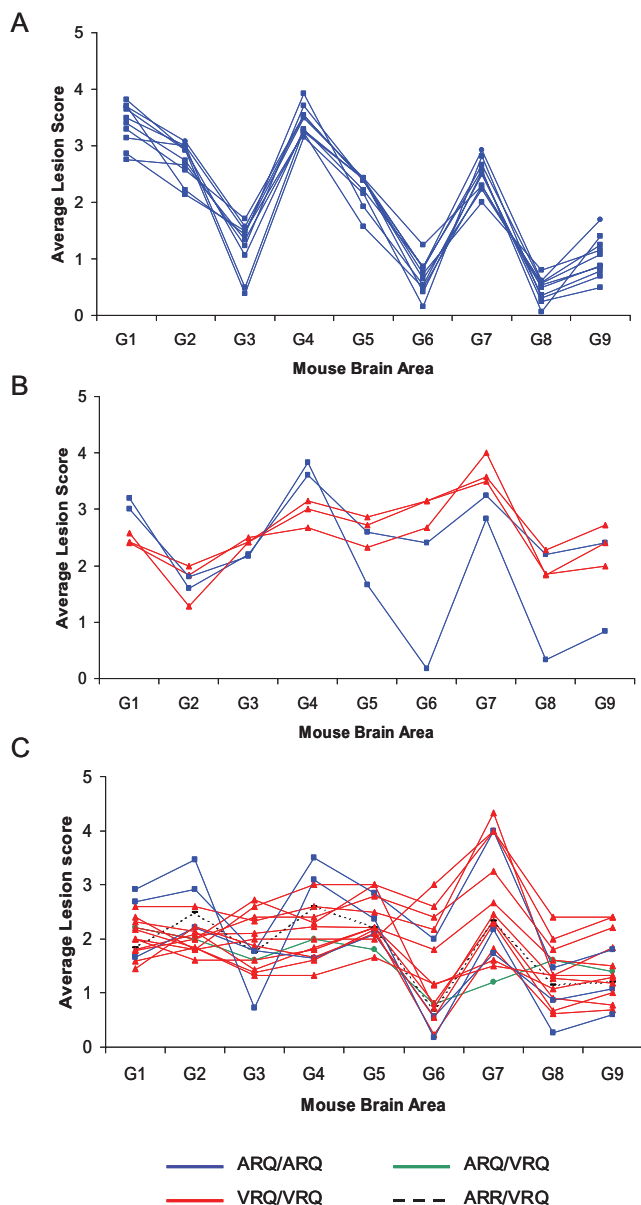 A
5
4
3
2
1
0
Average Lesion Score
G1 G2 G3 G4 G5 G6 G7 G8 G9
Mouse Brain Area
B
5
4
3
2
1
0
Average Lesion Score
G1 G2 G3 G4 G5 G6 G7 G8 G9
Mouse Brain Area
C
5
4
3
2
1
0
Average Lesion score
G1 G2 G3 G4 G5 G6 G7 G8 G9
Mouse Brain Area
ARQ/ARQ ARQ/VRQ
VRQ/VRQ ARR/VRQ